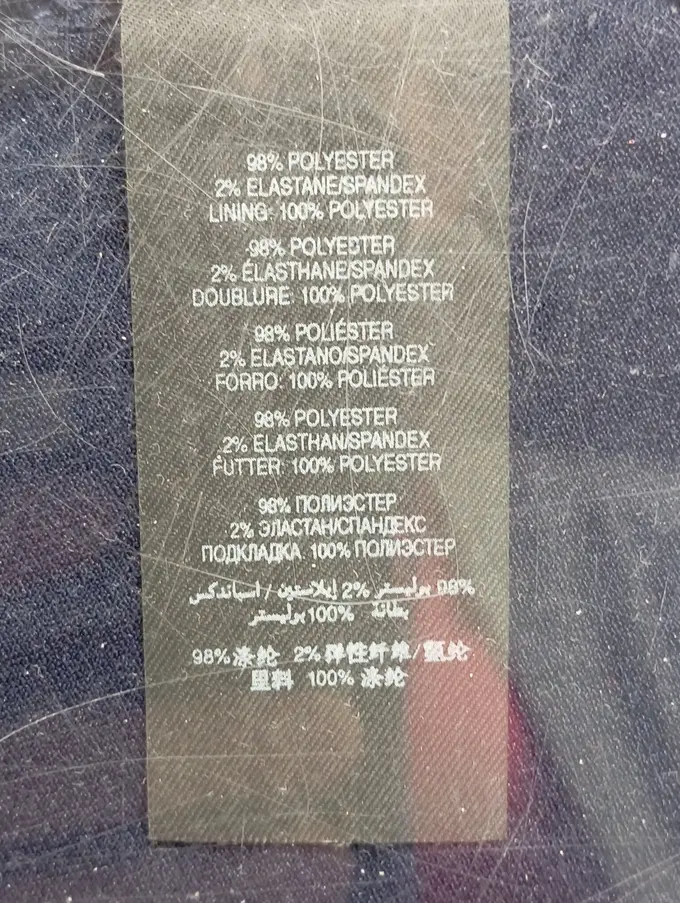 98% POLYESTER
2% ELASTANE/SPANDEX
LINING: 100% POLYESTER
98% POLYESTER
2% ÉLASTHANE/SPANDEX
DOUBLURE: 100% POLYESTER
98% POLIÉSTER
2% ELASTANO/SPANDEX
FORRO: 100% POLIÉSTER
98% POLYESTER
2% ELASTHAN/SPANDEX
FUTTER: 100% POLYESTER
98% ПОЛИЭСТЕР
2% ЭЛАСТАН/СПАНДЕКС
ПОДКЛАДКА: 100% ПОЛИЭСТЕР
98% بوليستر 2% إيلاستين / اسباندكس
بطانة 100% بوليستر
98% 涤纶 2% 弹性纤维/氨纶
里料 100% 涤纶